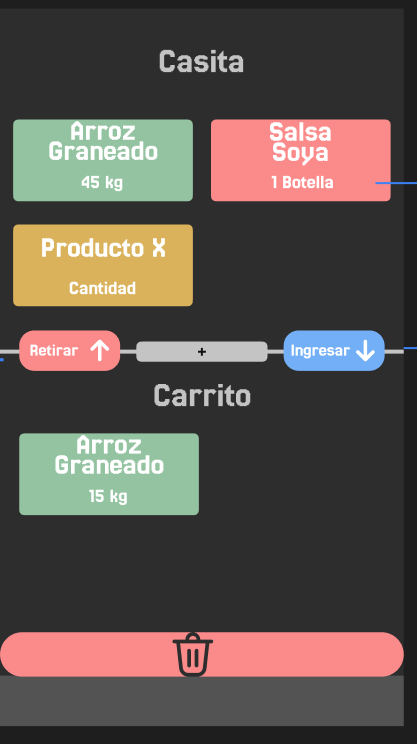 Casita
Arroz
Graneado
45 kg
Salsa
Soya
1 Botella
Producto X
Cantidad
Retirar
+
Ingresar
Carrito
Arroz
Graneado
15 kg